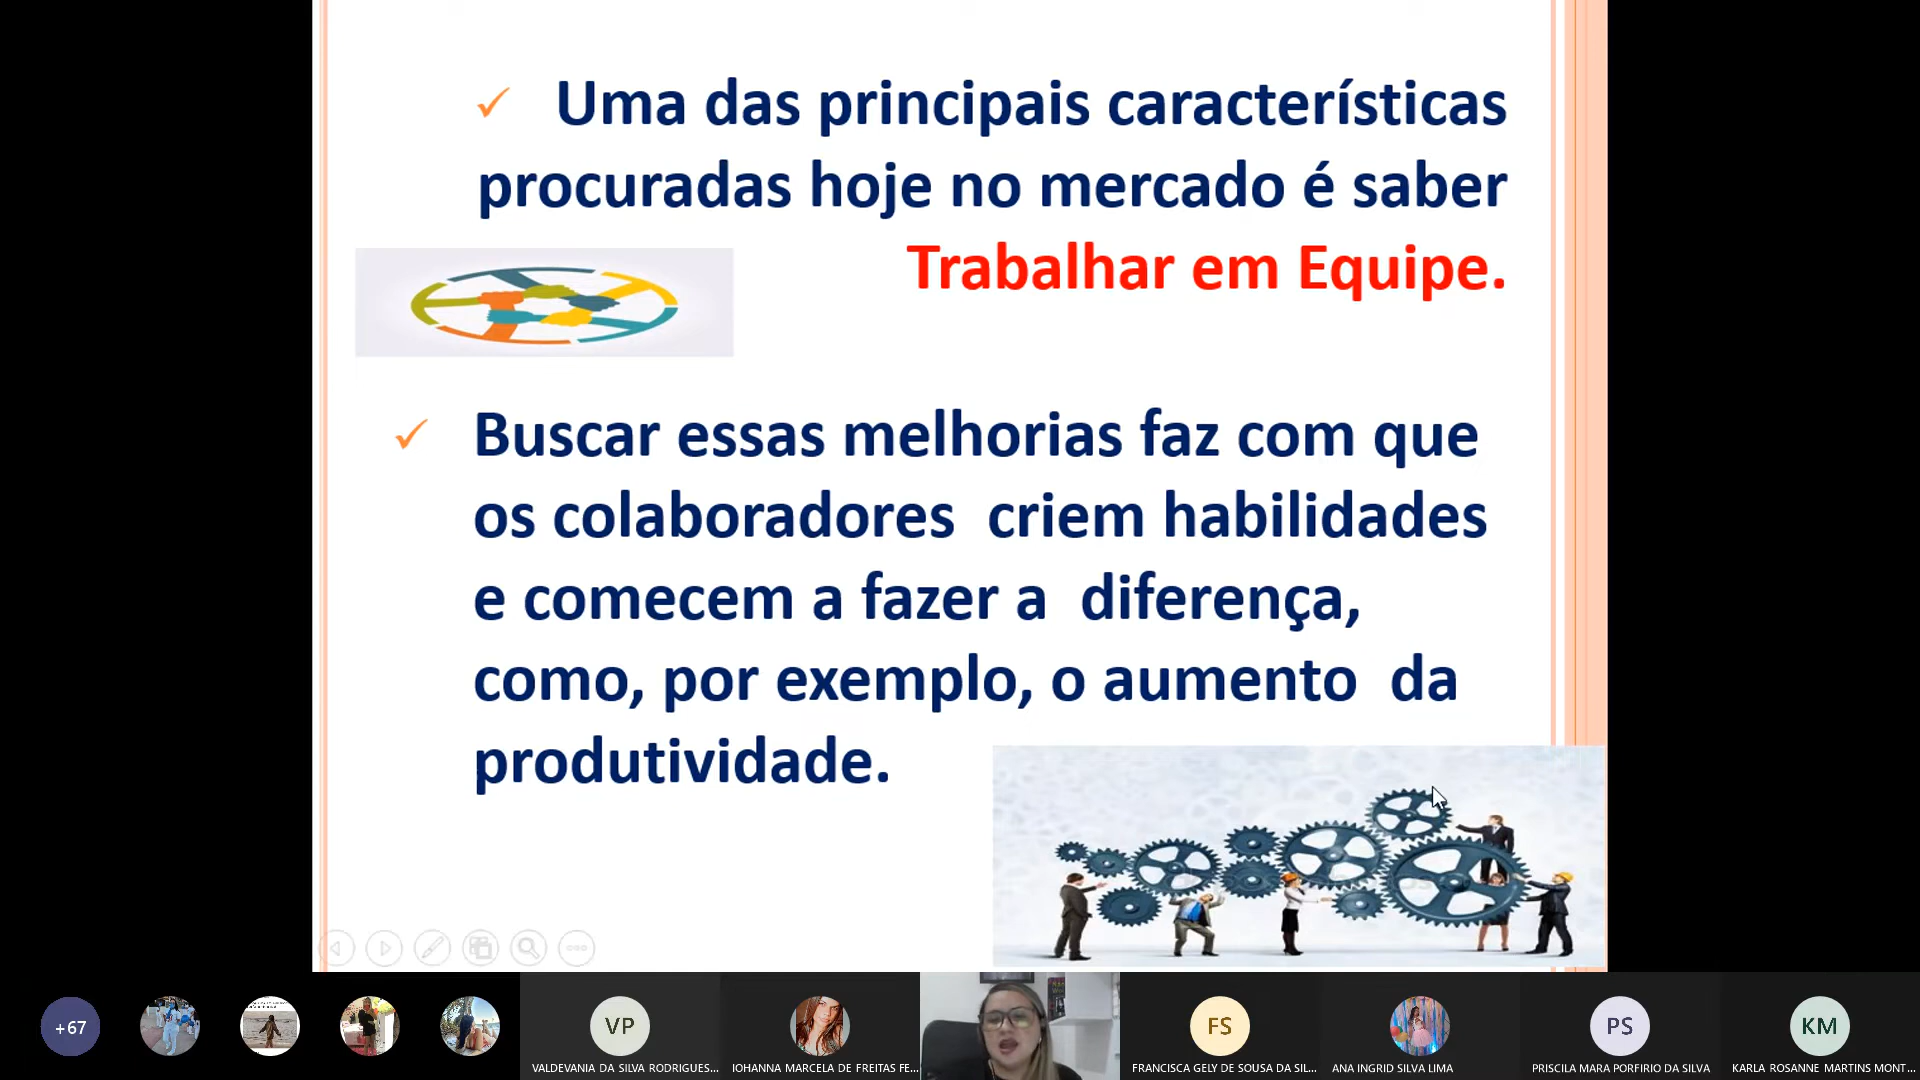 Uma das principais características
procuradas hoje no mercado é saber
Trabalhar em Equipe.
Buscar essas melhorias faz com que
os colaboradores criem habilidades
e comecem a fazer a diferença,
como, por exemplo, o aumento da
produtividade.
+67
VP
FS
PS
KM
VALDEVANIA DA SILVA RODRIGUES...
IOHANNA MARCELA DE FREITAS FE...
FRANCISCA GELY DE SOUSA DA SIL...
ANA INGRID SILVA LIMA
PRISCILA MARA PORFIRIO DA SILVA
KARLA ROSANNE MARTINS MONT...